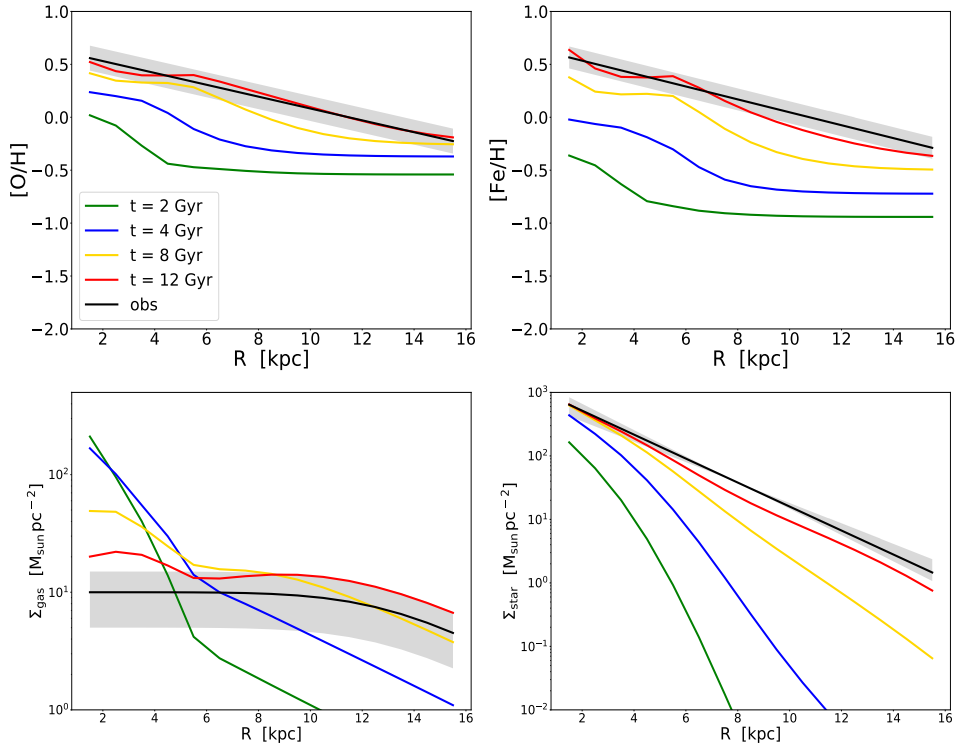 1.0
0.5
0.0
−0.5
−1.0
−1.5
−2.0
[O/H]
t = 2 Gyr
t = 4 Gyr
t = 8 Gyr
t = 12 Gyr
obs
2 4 6 8 10 12 14 16
R [kpc]
1.0
0.5
0.0
−0.5
−1.0
−1.5
−2.0
[Fe/H]
2 4 6 8 10 12 14 16
R [kpc]
10²
10¹
10⁰
Σgas [Msun pc⁻²]
2 4 6 8 10 12 14 16
R [kpc]
10³
10²
10¹
10⁰
10⁻¹
10⁻²
Σstar [Msun pc⁻²]
2 4 6 8 10 12 14 16
R [kpc]